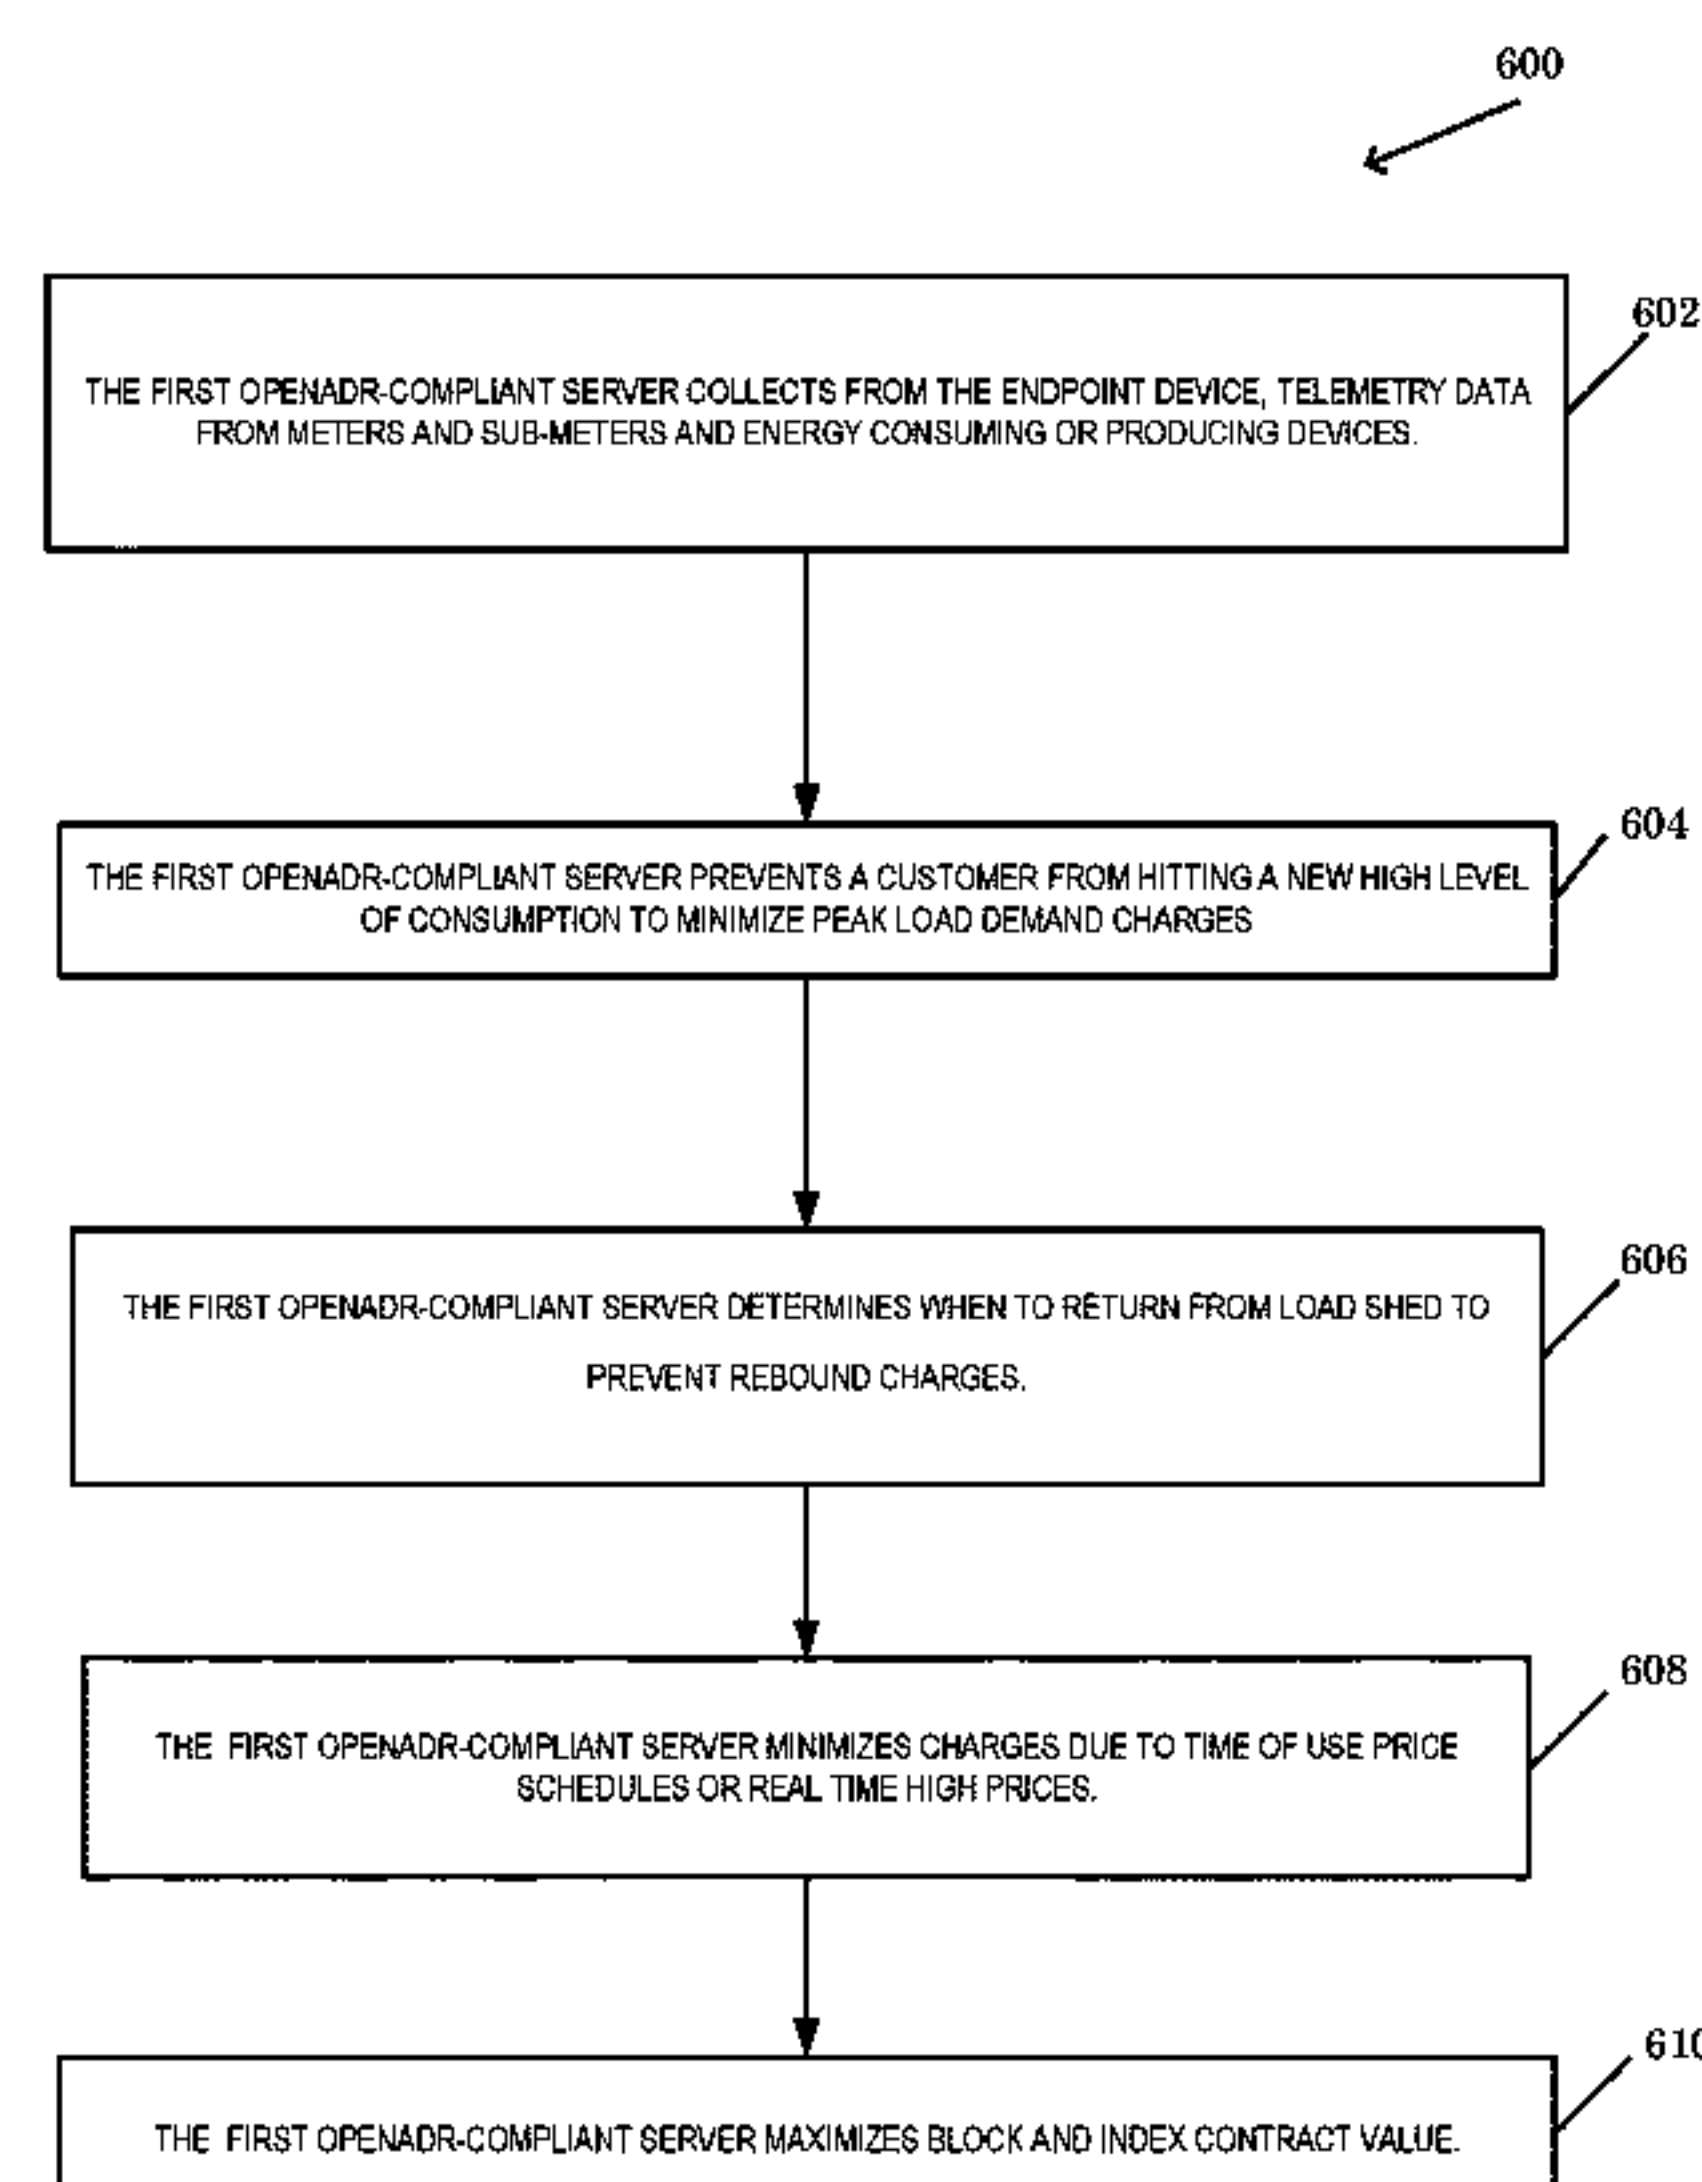 600
602
THE FIRST OPENADR-COMPLIANT SERVER COLLECTS FROM THE ENDPOINT DEVICE, TELEMETRY DATA
FROM METERS AND SUB-METERS AND ENERGY CONSUMING OR PRODUCING DEVICES.
604
THE FIRST OPENADR-COMPLIANT SERVER PREVENTS A CUSTOMER FROM HITTING A NEW HIGH LEVEL
OF CONSUMPTION TO MINIMIZE PEAK LOAD DEMAND CHARGES
606
THE FIRST OPENADR-COMPLIANT SERVER DETERMINES WHEN TO RETURN FROM LOAD SHED TO
PREVENT REBOUND CHARGES.
608
THE FIRST OPENADR-COMPLIANT SERVER MINIMIZES CHARGES DUE TO TIME OF USE PRICE
SCHEDULES OR REAL TIME HIGH PRICES.
610
THE FIRST OPENADR-COMPLIANT SERVER MAXIMIZES BLOCK AND INDEX CONTRACT VALUE.